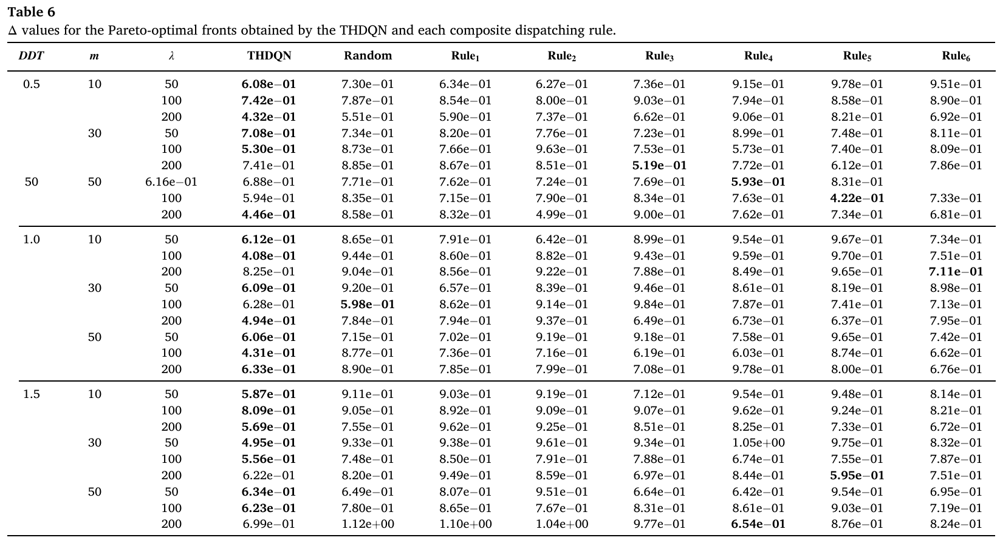 Table 6
Δ values for the Pareto-optimal fronts obtained by the THDQN and each composite dispatching rule.
DDT m λ THDQN Random Rule₁ Rule₂ Rule₃ Rule₄ Rule₅ Rule₆
0.5 10 50 6.08e−01 7.30e−01 6.34e−01 6.27e−01 7.36e−01 9.15e−01 9.78e−01 9.51e−01
100 7.42e−01 7.87e−01 8.54e−01 8.00e−01 9.03e−01 7.94e−01 8.58e−01 8.90e−01
200 4.32e−01 5.51e−01 5.90e−01 7.37e−01 6.62e−01 9.06e−01 8.21e−01 6.92e−01
30 50 7.08e−01 7.34e−01 8.20e−01 7.76e−01 7.23e−01 8.99e−01 7.48e−01 8.11e−01
100 5.30e−01 8.73e−01 7.66e−01 9.63e−01 7.53e−01 5.73e−01 7.40e−01 8.09e−01
200 7.41e−01 8.85e−01 8.67e−01 8.51e−01 5.19e−01 7.72e−01 6.12e−01 7.86e−01
50 50 6.16e−01 6.88e−01 7.71e−01 7.62e−01 7.24e−01 7.69e−01 5.93e−01 8.31e−01
100 5.94e−01 8.35e−01 7.15e−01 7.90e−01 8.34e−01 7.63e−01 4.22e−01 7.33e−01
200 4.46e−01 8.58e−01 8.32e−01 4.99e−01 9.00e−01 7.62e−01 7.34e−01 6.81e−01
1.0 10 50 6.12e−01 8.65e−01 7.91e−01 6.42e−01 8.99e−01 9.54e−01 9.67e−01 7.34e−01
100 4.08e−01 9.44e−01 8.60e−01 8.82e−01 9.43e−01 9.59e−01 9.70e−01 7.51e−01
200 8.25e−01 9.04e−01 8.56e−01 9.22e−01 7.88e−01 8.49e−01 9.65e−01 7.11e−01
30 50 6.09e−01 9.20e−01 6.57e−01 8.39e−01 9.46e−01 8.61e−01 8.19e−01 8.98e−01
100 6.28e−01 5.98e−01 8.62e−01 9.14e−01 9.84e−01 7.87e−01 7.41e−01 7.13e−01
200 4.94e−01 7.84e−01 7.94e−01 9.37e−01 6.49e−01 6.73e−01 6.37e−01 7.95e−01
50 50 6.06e−01 7.15e−01 7.02e−01 9.19e−01 9.18e−01 7.58e−01 9.65e−01 7.42e−01
100 4.31e−01 8.77e−01 7.36e−01 7.16e−01 6.19e−01 6.03e−01 8.74e−01 6.62e−01
200 6.33e−01 8.90e−01 7.85e−01 7.99e−01 7.08e−01 9.78e−01 8.00e−01 6.76e−01
1.5 10 50 5.87e−01 9.11e−01 9.03e−01 9.19e−01 7.12e−01 9.54e−01 9.48e−01 8.14e−01
100 8.09e−01 9.05e−01 8.92e−01 9.09e−01 9.07e−01 9.62e−01 9.24e−01 8.21e−01
200 5.69e−01 7.55e−01 9.62e−01 9.25e−01 8.51e−01 8.25e−01 7.33e−01 6.72e−01
30 50 4.95e−01 9.33e−01 9.38e−01 9.61e−01 9.34e−01 1.05e+00 9.75e−01 8.32e−01
100 5.56e−01 7.48e−01 8.50e−01 7.91e−01 7.88e−01 6.74e−01 7.55e−01 7.87e−01
200 6.22e−01 8.20e−01 9.49e−01 8.59e−01 6.97e−01 8.44e−01 5.95e−01 7.51e−01
50 50 6.34e−01 6.49e−01 8.07e−01 9.51e−01 6.64e−01 6.42e−01 9.54e−01 6.95e−01
100 6.23e−01 7.80e−01 8.65e−01 7.67e−01 8.31e−01 8.61e−01 9.03e−01 7.19e−01
200 6.99e−01 1.12e+00 1.10e+00 1.04e+00 9.77e−01 6.54e−01 8.76e−01 8.24e−01